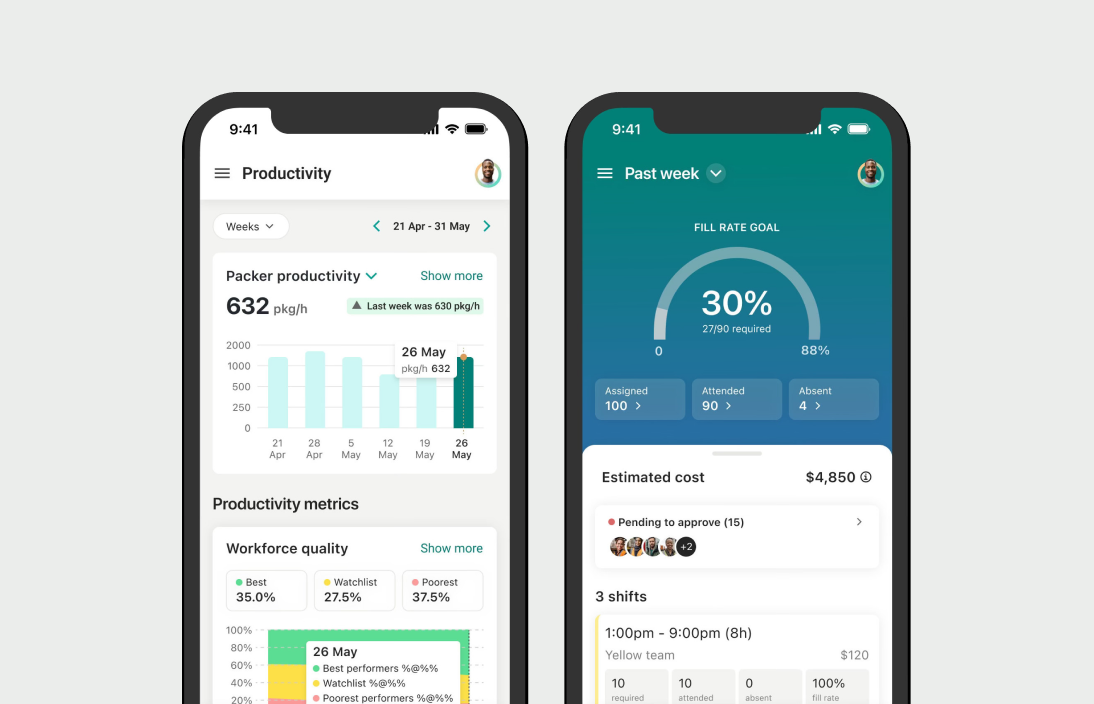 9:41
Productivity
Weeks
21 Apr - 31 May
Packer productivity
Show more
632 pkg/h
Last week was 630 pkg/h
2000
1000
500
250
0
26 May
pkg/h 632
21 Apr
28 Apr
5 May
12 May
19 May
26 May
Productivity metrics
Workforce quality
Show more
Best
35.0%
Watchlist
27.5%
Poorest
37.5%
100%
80%
60%
40%
20%
26 May
Best performers %@%%
Watchlist %@%%
Poorest performers %@%%
9:41
Past week
FILL RATE GOAL
30%
27/90 required
0
88%
Assigned
100
Attended
90
Absent
4
Estimated cost
$4,850
Pending to approve (15)
+2
3 shifts
1:00pm - 9:00pm (8h)
Yellow team
$120
10
required
10
attended
0
absent
100%
fill rate